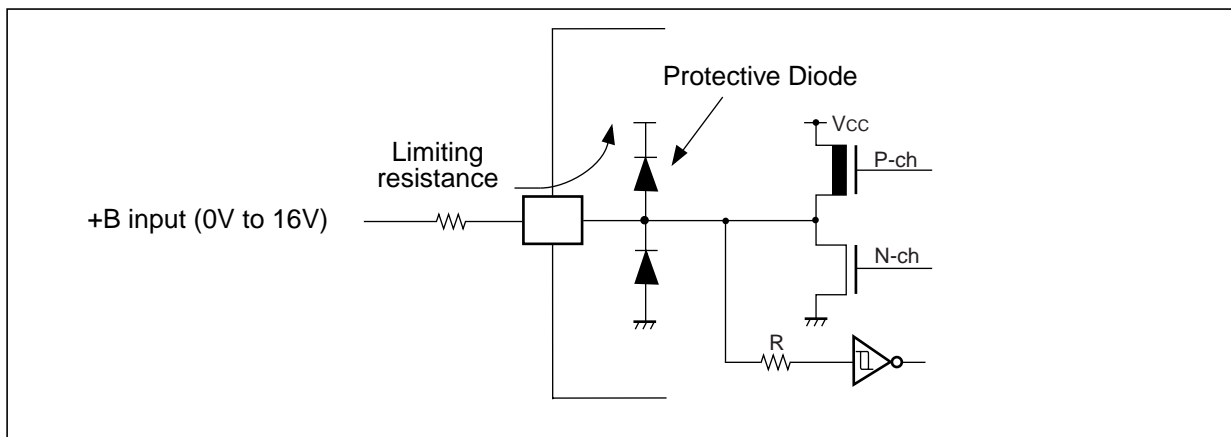 Protective Diode
VCC
P-ch
Limiting
resistance
+B input (0V to 16V)
N-ch
R